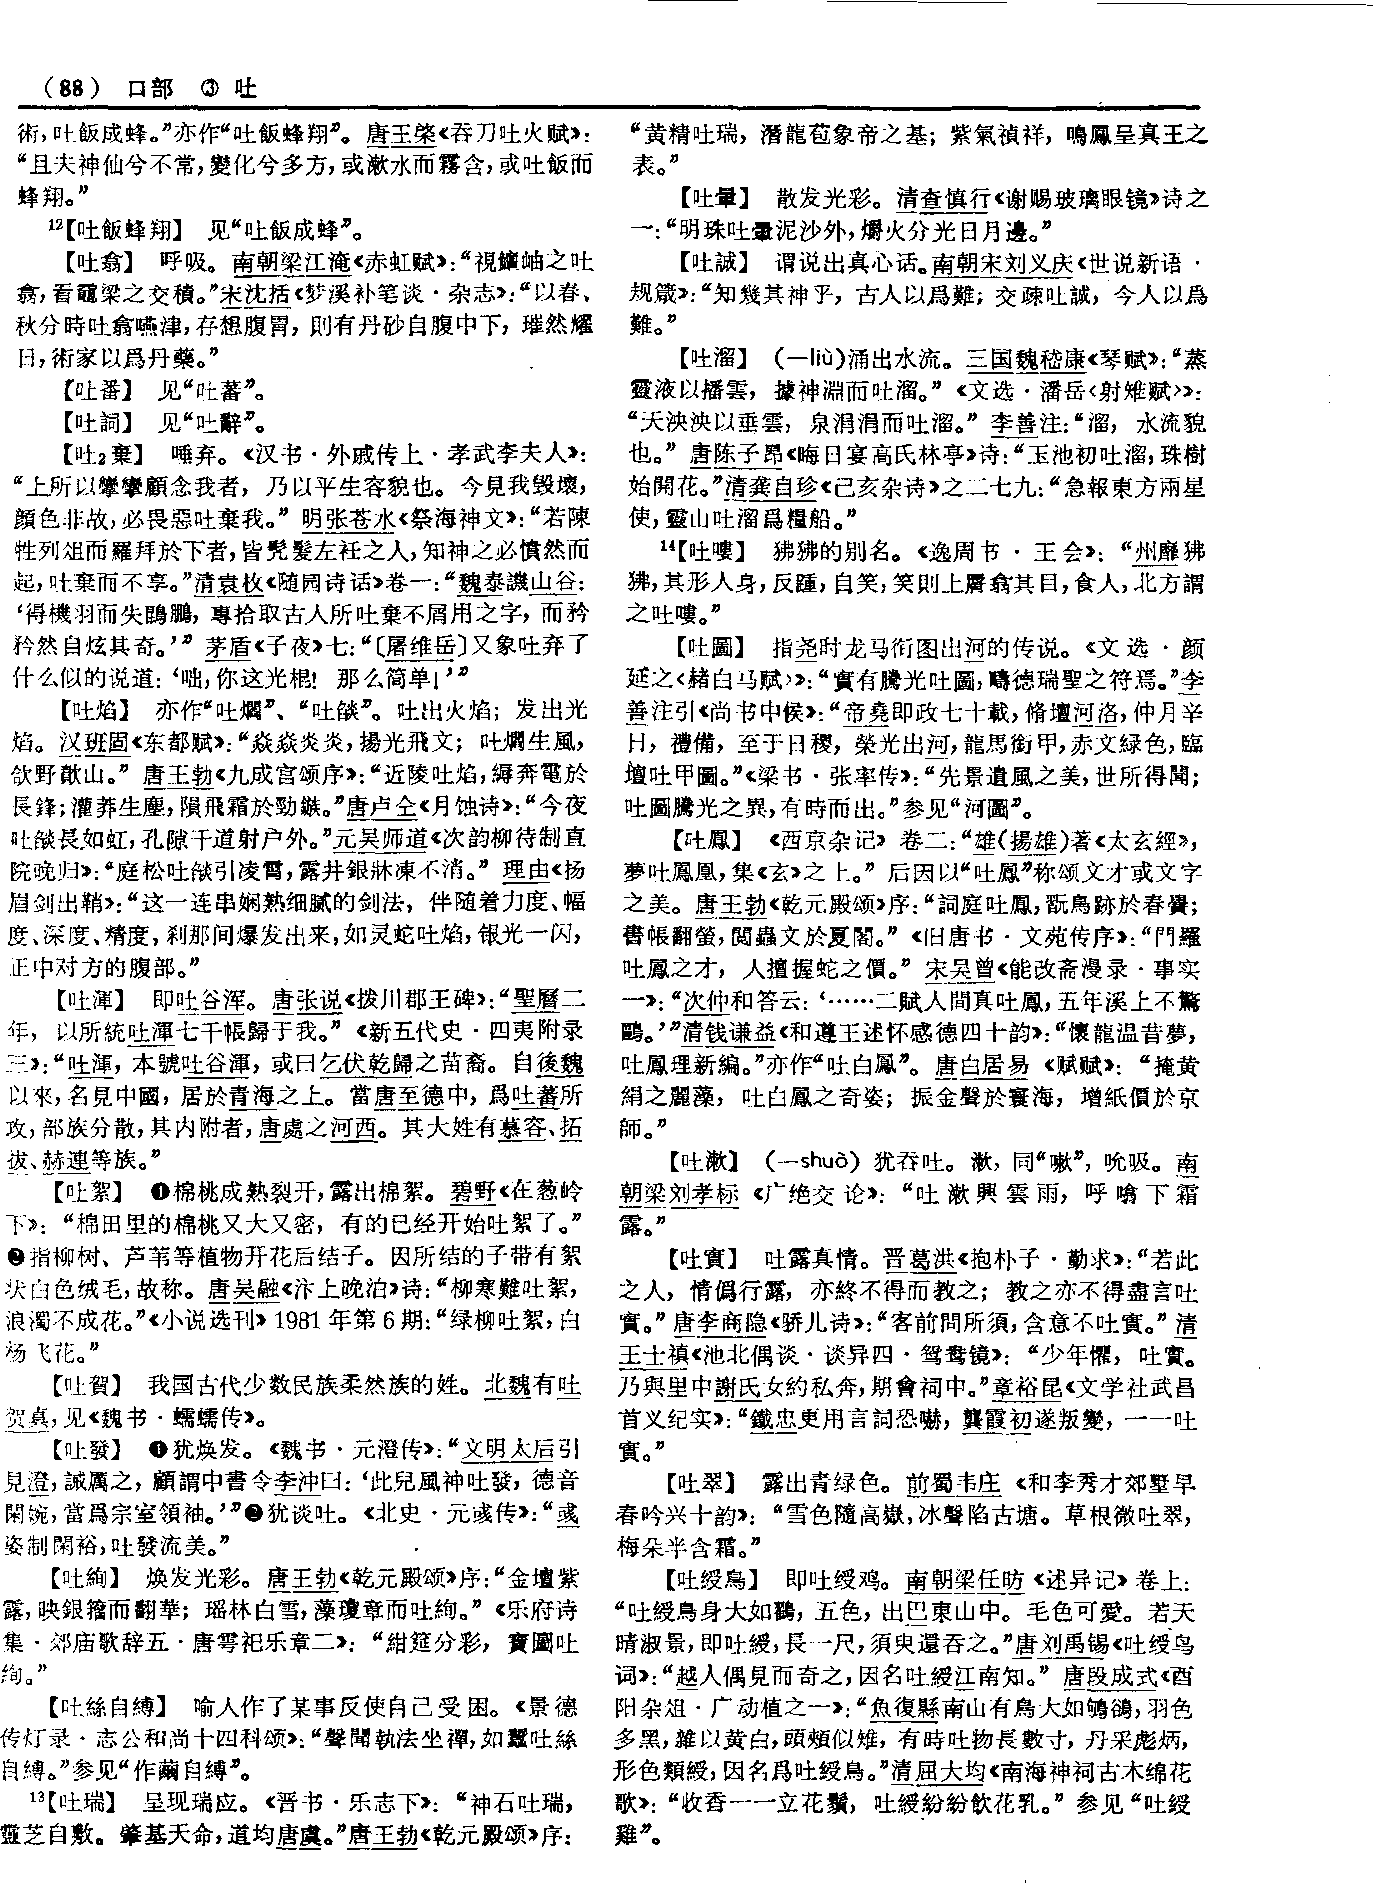 （88） 口部 ③ 吐
術，吐飯成蜂。”亦作“吐飯蜂翔”。唐王棨《吞刀吐火赋》：
“且夫神仙兮不常，變化兮多方，或漱水而霧含，或吐飯而
蜂翔。”
12【吐飯蜂翔】 见“吐飯成蜂”。
【吐翕】 呼吸。南朝梁江淹《赤虹赋》：“視鱣岫之吐
翕，看黿梁之交積。”宋沈括《梦溪补笔谈·杂志》：“以春、
秋分時吐翕嚥津，存想腹胃，則有丹砂自腹中下，璀然耀
日，術家以爲丹藥。”
【吐番】 见“吐蕃”。
【吐詞】 见“吐辭”。
【吐2棄】 唾弃。《汉书·外戚传上·孝武李夫人》：
“上所以攣攣顧念我者，乃以平生容貌也。今見我毀壞，
顏色非故，必畏惡吐棄我。”明张苍水《祭海神文》：“若陳
牲列俎而羅拜於下者，皆髡髮左衽之人，知神之必憤然而
起，吐棄而不享。”清袁枚《随园诗话》卷一：“魏泰譏山谷：
‘得機羽而失鵾鵬，專拾取古人所吐棄不屑用之字，而矜
矜然自炫其奇。’”茅盾《子夜》七：“〔屠维岳〕又象吐弃了
什么似的说道：‘咄，你这光棍！那么简单！’”
【吐焰】 亦作“吐爓”、“吐燄”。吐出火焰；发出光
焰。汉班固《东都赋》：“焱焱炎炎，揚光飛文；吐爓生風，
欱野歕山。”唐王勃《九成宫颂序》：“近陵吐焰，縟奔電於
長鋒；灌莽生塵，隕飛霜於勁鏃。”唐卢仝《月蚀诗》：“今夜
吐燄長如虹，孔隙千道射户外。”元吴师道《次韵柳待制直
院晚归》：“庭松吐燄引凌霄，露井銀牀凍不消。”理由《扬
眉剑出鞘》：“这一连串娴熟细腻的剑法，伴随着力度、幅
度、深度、精度，刹那间爆发出来，如灵蛇吐焰，银光一闪，
正中对方的腹部。”
【吐渾】 即吐谷浑。唐张说《拨川郡王碑》：“聖曆二
年，以所統吐渾七千帳歸于我。”《新五代史·四夷附录
三》：“吐渾，本號吐谷渾，或曰乞伏乾歸之苗裔。自後魏
以來，名見中國，居於青海之上。當唐至德中，爲吐蕃所
攻，部族分散，其内附者，唐處之河西。其大姓有慕容、拓
拔、赫連等族。”
【吐絮】 ❶棉桃成熟裂开，露出棉絮。碧野《在葱岭
下》：“棉田里的棉桃又大又密，有的已经开始吐絮了。”
❷指柳树、芦苇等植物开花后结子。因所结的子带有絮
状白色绒毛，故称。唐吴融《汴上晚泊》诗：“柳寒難吐絮，
浪濁不成花。”《小说选刊》1981年第6期：“绿柳吐絮，白
杨飞花。”
【吐賀】 我国古代少数民族柔然族的姓。北魏有吐
贺真，见《魏书·蠕蠕传》。
【吐發】 ❶犹焕发。《魏书·元澄传》：“文明太后引
見澄，誡厲之，顧謂中書令李沖曰：‘此兒風神吐發，德音
閑婉，當爲宗室領袖。’”❷犹谈吐。《北史·元彧传》：“彧
姿制閑裕，吐發流美。”
【吐絢】 焕发光彩。唐王勃《乾元殿颂》序：“金壇紫
露，映銀牓而翻華；瑶林白雪，藻瓊章而吐絢。”《乐府诗
集·郊庙歌辞五·唐雩祀乐章二》：“紺筵分彩，寶圖吐
绚。”
【吐絲自縛】 喻人作了某事反使自己受困。《景德
传灯录·志公和尚十四科颂》：“聲聞執法坐禪，如蠶吐絲
自縛。”参见“作繭自縛”。
13【吐瑞】 呈现瑞应。《晋书·乐志下》：“神石吐瑞，
靈芝自敷。肇基天命，道均唐虞。”唐王勃《乾元殿颂》序：
“黄精吐瑞，潛龍苞象帝之基；紫氣禎祥，鳴鳳呈真王之
表。”
【吐暈】 散发光彩。清查慎行《谢赐玻璃眼镜》诗之
一：“明珠吐暈泥沙外，爝火分光日月邊。”
【吐誠】 谓说出真心话。南朝宋刘义庆《世说新语·
规箴》：“知幾其神乎，古人以爲難；交疎吐誠，今人以爲
難。”
【吐溜】 （—liù）涌出水流。三国魏嵇康《琴赋》：“蒸
靈液以播雲，據神淵而吐溜。”《文选·潘岳〈射雉赋〉》：
“天泱泱以垂雲，泉涓涓而吐溜。”李善注：“溜，水流貌
也。”唐陈子昂《晦日宴高氏林亭》诗：“玉池初吐溜，珠樹
始開花。”清龚自珍《己亥杂诗》之二七九：“急報東方兩星
使，靈山吐溜爲糧船。”
14【吐嘍】 狒狒的别名。《逸周书·王会》：“州靡狒
狒，其形人身，反踵，自笑，笑則上脣翕其目，食人，北方謂
之吐嘍。”
【吐圖】 指尧时龙马衔图出河的传说。《文选·颜
延之〈赭白马赋〉》：“實有騰光吐圖，疇德瑞聖之符焉。”李
善注引《尚书中候》：“帝堯即政七十載，脩壇河洛，仲月辛
日，禮備，至于日稷，榮光出河，龍馬銜甲，赤文緑色，臨
壇吐甲圖。”《梁书·张率传》：“先景遺風之美，世所得聞；
吐圖騰光之異，有時而出。”参见“河圖”。
【吐鳳】 《西京杂记》卷二：“雄（揚雄）著《太玄經》，
夢吐鳳凰，集《玄》之上。”后因以“吐鳳”称颂文才或文字
之美。唐王勃《乾元殿颂》序：“詞庭吐鳳，翫鳥跡於春黌；
書帳翻螢，閲蟲文於夏閣。”《旧唐书·文苑传序》：“門羅
吐鳳之才，人擅握蛇之價。”宋吴曾《能改斋漫录·事实
一》：“次仲和答云：‘……二賦人間真吐鳳，五年溪上不驚
鷗。’”清钱谦益《和遵王述怀感德四十韵》：“懷龍温昔夢，
吐鳳理新編。”亦作“吐白鳳”。唐白居易《赋赋》：“掩黄
絹之麗藻，吐白鳳之奇姿；振金聲於寰海，增紙價於京
師。”
【吐漱】 （—shuò）犹吞吐。漱，同“嗽”，吮吸。南
朝梁刘孝标《广绝交论》：“吐漱興雲雨，呼噏下霜
露。”
【吐實】 吐露真情。晋葛洪《抱朴子·勤求》：“若此
之人，情僞行露，亦終不得而教之；教之亦不得盡言吐
實。”唐李商隐《骄儿诗》：“客前問所須，含意不吐實。”清
王士禛《池北偶谈·谈异四·鸳鸯镜》：“少年懼，吐實。
乃與里中謝氏女約私奔，期會祠中。”章裕昆《文学社武昌
首义纪实》：“鐵忠更用言詞恐嚇，龔霞初遂叛變，一一吐
實。”
【吐翠】 露出青绿色。前蜀韦庄《和李秀才郊墅早
春吟兴十韵》：“雪色隨高嶽，冰聲陷古塘。草根微吐翠，
梅朵半含霜。”
【吐綬鳥】 即吐绶鸡。南朝梁任昉《述异记》卷上：
“吐綬鳥身大如鸛，五色，出巴東山中。毛色可愛。若天
晴淑景，即吐綬，長一尺，須臾還吞之。”唐刘禹锡《吐绶鸟
词》：“越人偶見而奇之，因名吐綬江南知。”唐段成式《酉
阳杂俎·广动植之一》：“魚復縣南山有鳥大如鴝鵒，羽色
多黑，雜以黄白，頭頰似雉，有時吐物長數寸，丹采彪炳，
形色類綬，因名爲吐綬鳥。”清屈大均《南海神祠古木绵花
歌》：“收香一一立花鬚，吐綬紛紛飲花乳。”参见“吐綬
雞”。